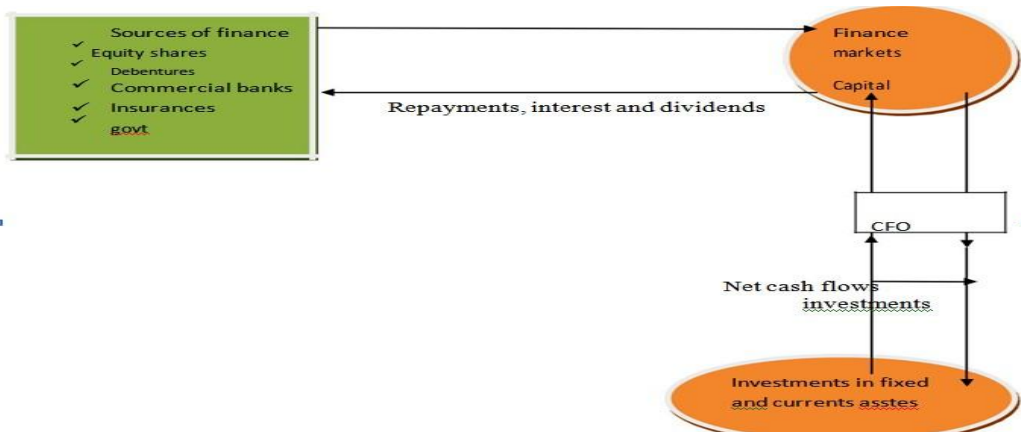 Sources of finance
Equity shares
Debentures
Commercial banks
Insurances
govt
Finance
markets
Capital
Repayments, interest and dividends
CFO
Net cash flows
investments
Investments in fixed
and currents asstes